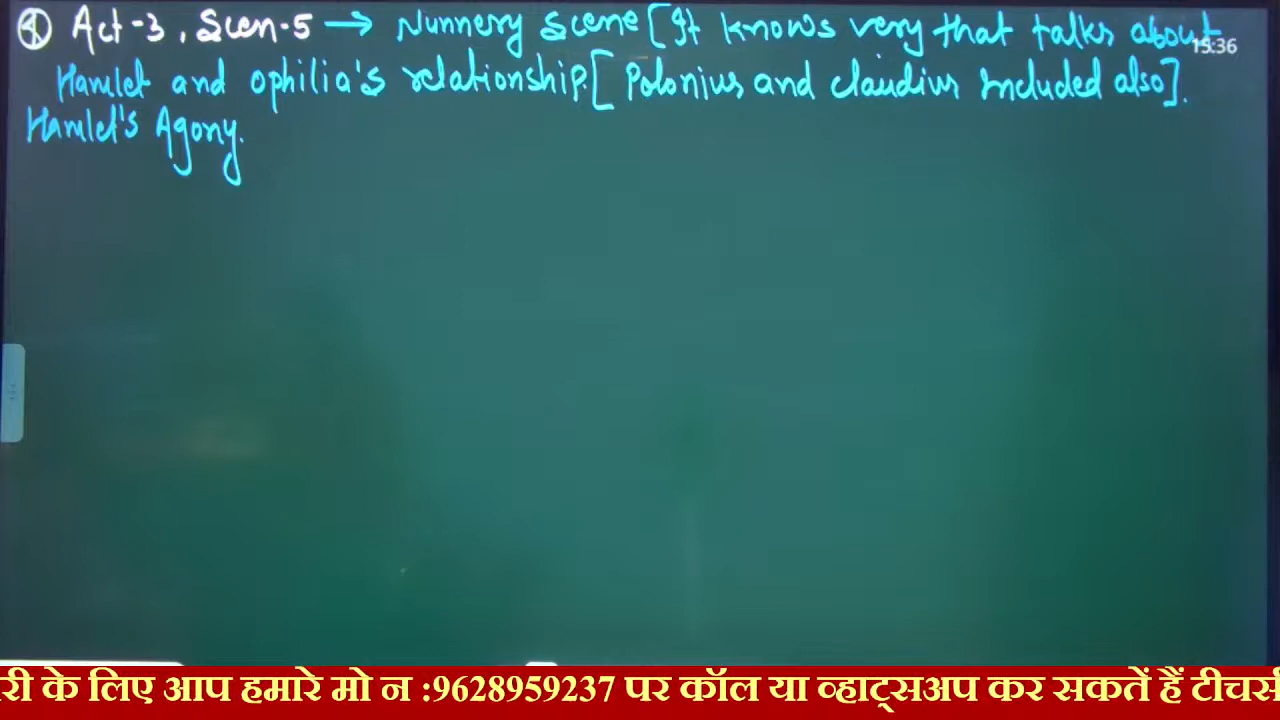 ④ Act-3, Scen-5 → Nunnery Scene [It knows very that talks about
15:36
Hamlet and ophilia's relationship. [Polonius and claudius Included also].
Hamlet's Agony.
री के लिए आप हमारे मो न :9628959237 पर कॉल या व्हाट्सअप कर सकतें हैं टीचर्स